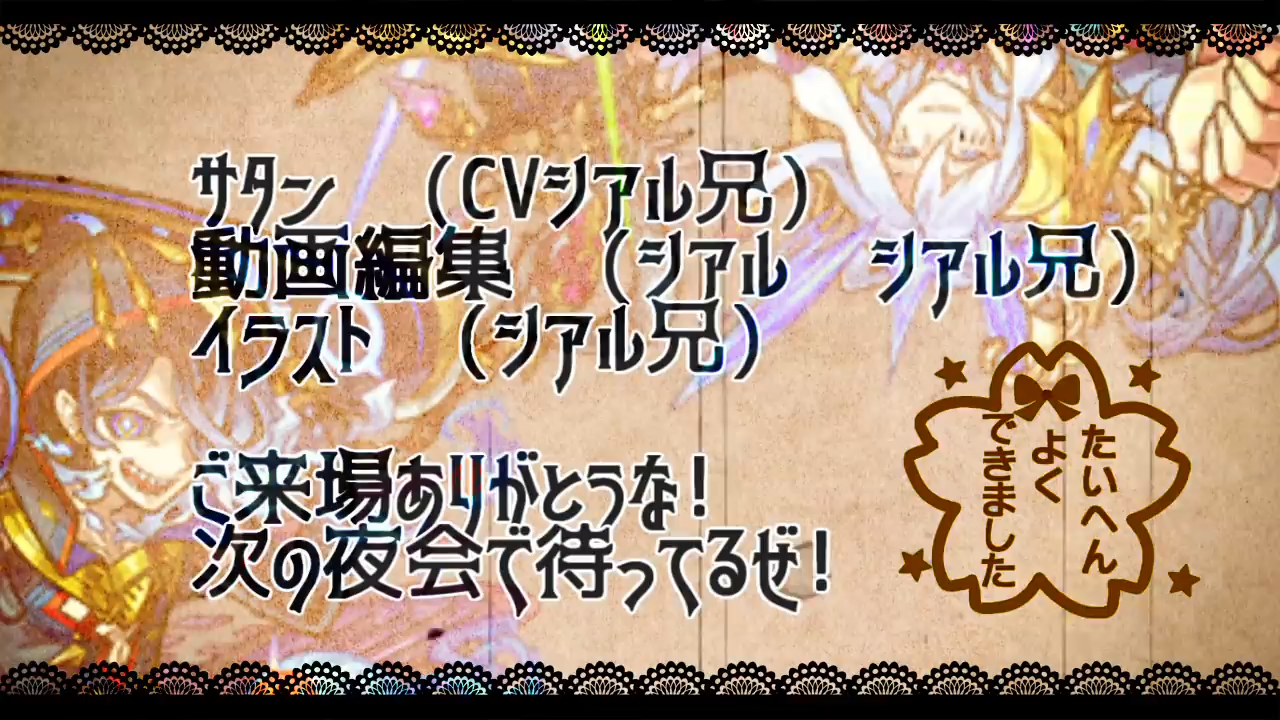 サタン　（CVシアル兄）
動画編集　（シアル　シアル兄）
イラスト　（シアル兄）
ご来場ありがとうな！
次の夜会で待ってるぜ！
たいへん
よく
できました